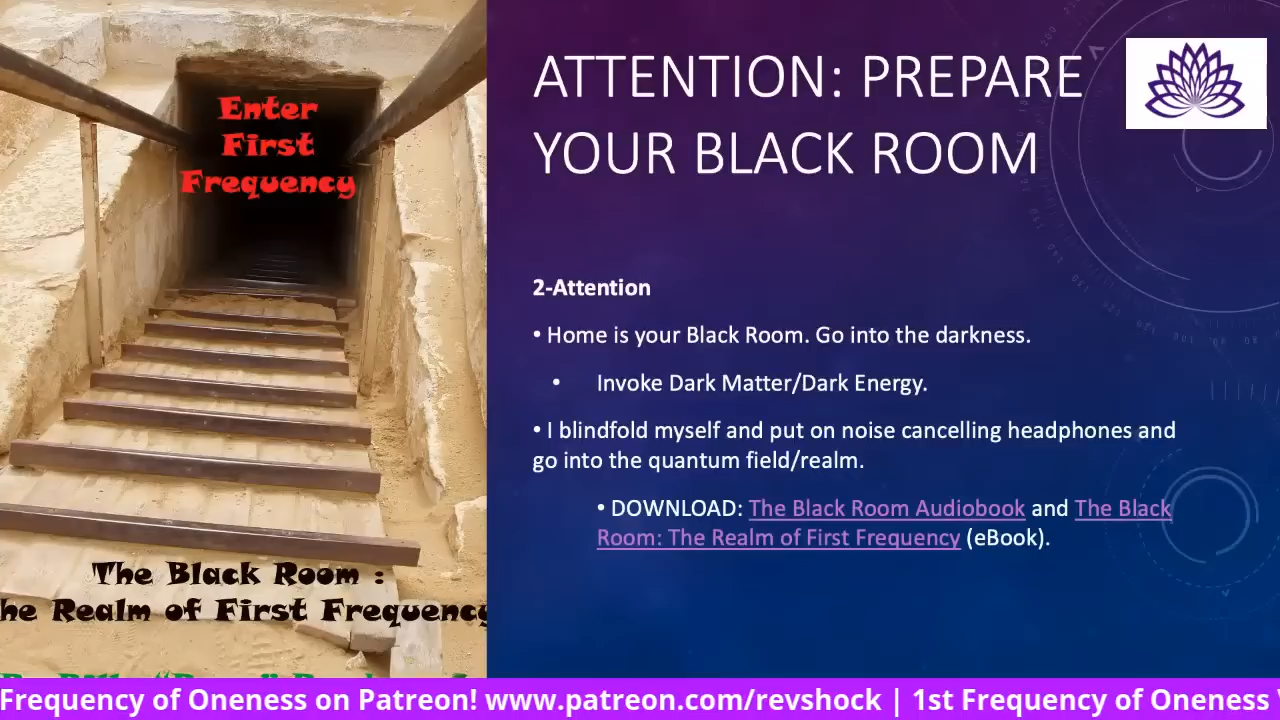 Enter
First
Frequency
The Black Room :
he Realm of First Frequency
ATTENTION: PREPARE
YOUR BLACK ROOM
2-Attention
• Home is your Black Room. Go into the darkness.
• Invoke Dark Matter/Dark Energy.
• I blindfold myself and put on noise cancelling headphones and
go into the quantum field/realm.
• DOWNLOAD: The Black Room Audiobook and The Black
Room: The Realm of First Frequency (eBook).
Frequency of Oneness on Patreon! www.patreon.com/revshock | 1st Frequency of Oneness